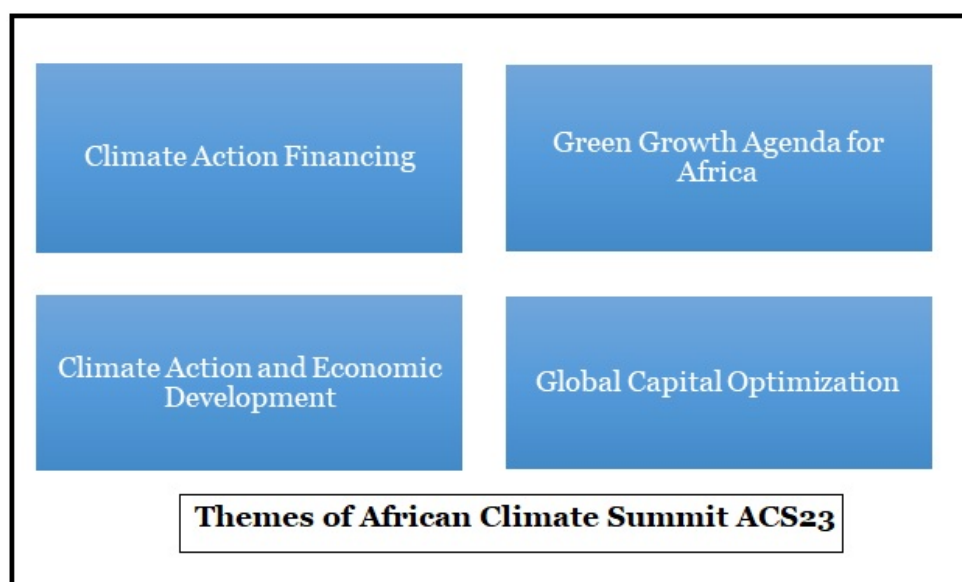 Climate Action Financing
Green Growth Agenda for
Africa
Climate Action and Economic
Development
Global Capital Optimization
Themes of African Climate Summit ACS23